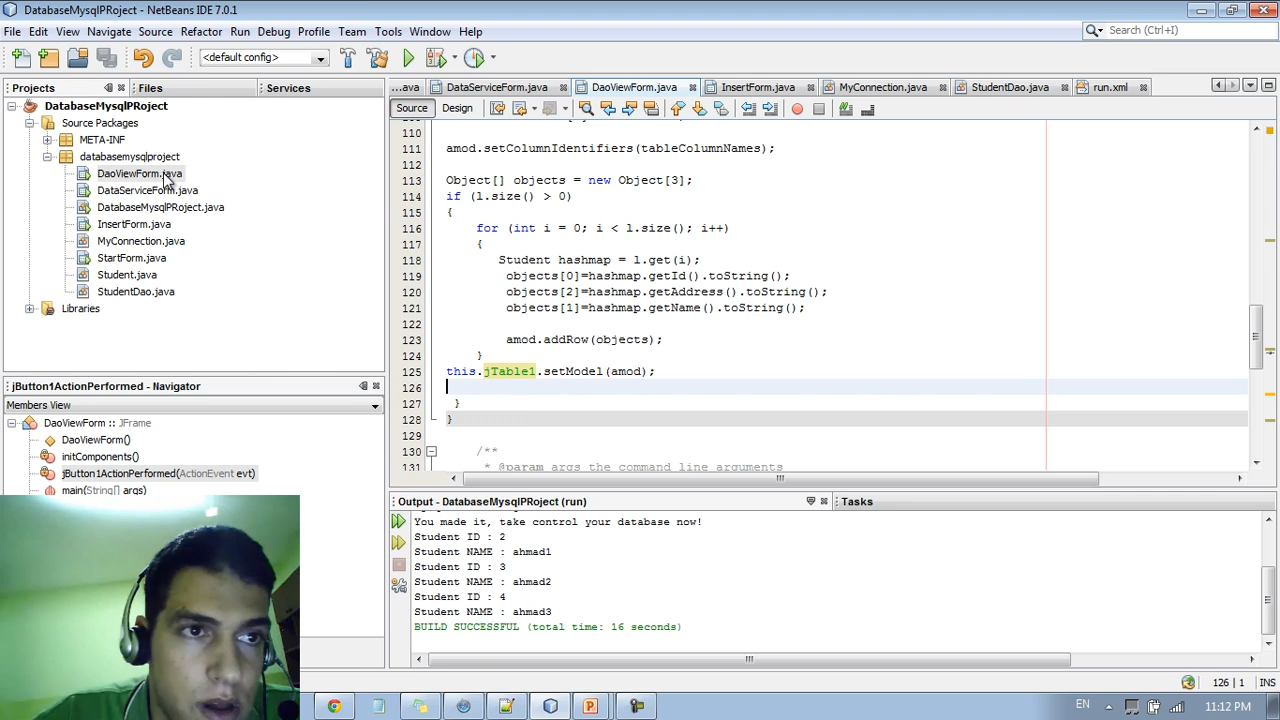 DatabaseMysqlPRoject - NetBeans IDE 7.0.1
File Edit View Navigate Source Refactor Run Debug Profile Team Tools Window Help
Search (Ctrl+I)
<default config>
Projects Files Services
...ava DataServiceForm.java DaoViewForm.java InsertForm.java MyConnection.java StudentDao.java run.xml
Source Design
DatabaseMysqlPRoject
Source Packages
META-INF
databasemysqlproject
DaoViewForm.java
DataServiceForm.java
DatabaseMysqlPRoject.java
InsertForm.java
MyConnection.java
StartForm.java
Student.java
StudentDao.java
Libraries
110
111 amod.setColumnIdentifiers(tableColumnNames);
112
113 Object[] objects = new Object[3];
114 if (l.size() > 0)
115 {
116 for (int i = 0; i < l.size(); i++)
117 {
118 Student hashmap = l.get(i);
119 objects[0]=hashmap.getId().toString();
120 objects[2]=hashmap.getAddress().toString();
121 objects[1]=hashmap.getName().toString();
122
123 amod.addRow(objects);
124 }
125 this.jTable1.setModel(amod);
126
127 }
128 }
129
130 /**
131 * @param args the command line arguments
jButton1ActionPerformed - Navigator
Members View
DaoViewForm :: JFrame
DaoViewForm()
initComponents()
jButton1ActionPerformed(ActionEvent evt)
main(String[] args)
Output - DatabaseMysqlPRoject (run) Tasks
You made it, take control your database now!
Student ID : 2
Student NAME : ahmad1
Student ID : 3
Student NAME : ahmad2
Student ID : 4
Student NAME : ahmad3
BUILD SUCCESSFUL (total time: 16 seconds)
126 | 1 INS
EN 11:12 PM